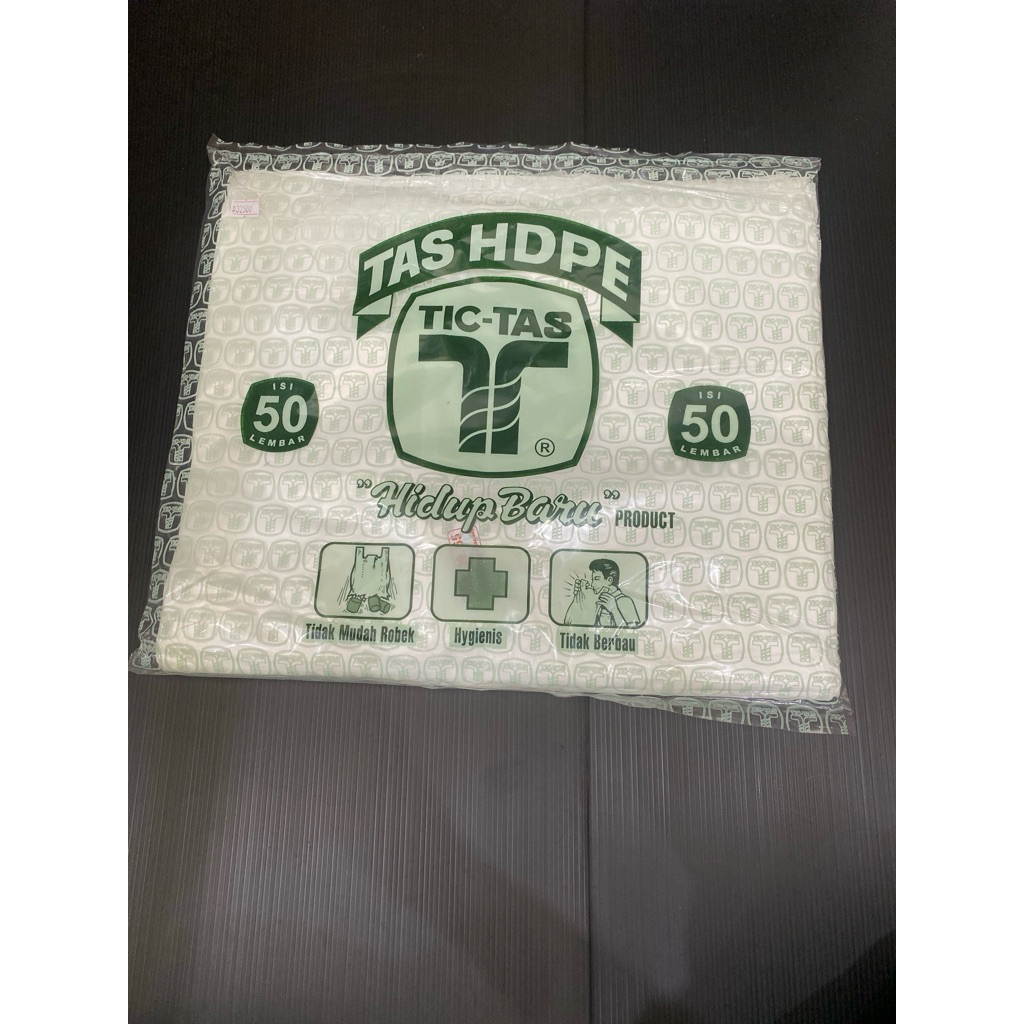 TAS HDPE
TIC-TAS
®
ISI
50
LEMBAR
ISI
50
LEMBAR
"Hidup Baru" PRODUCT
Tidak Mudah Robek
Hygienis
Tidak Berbau